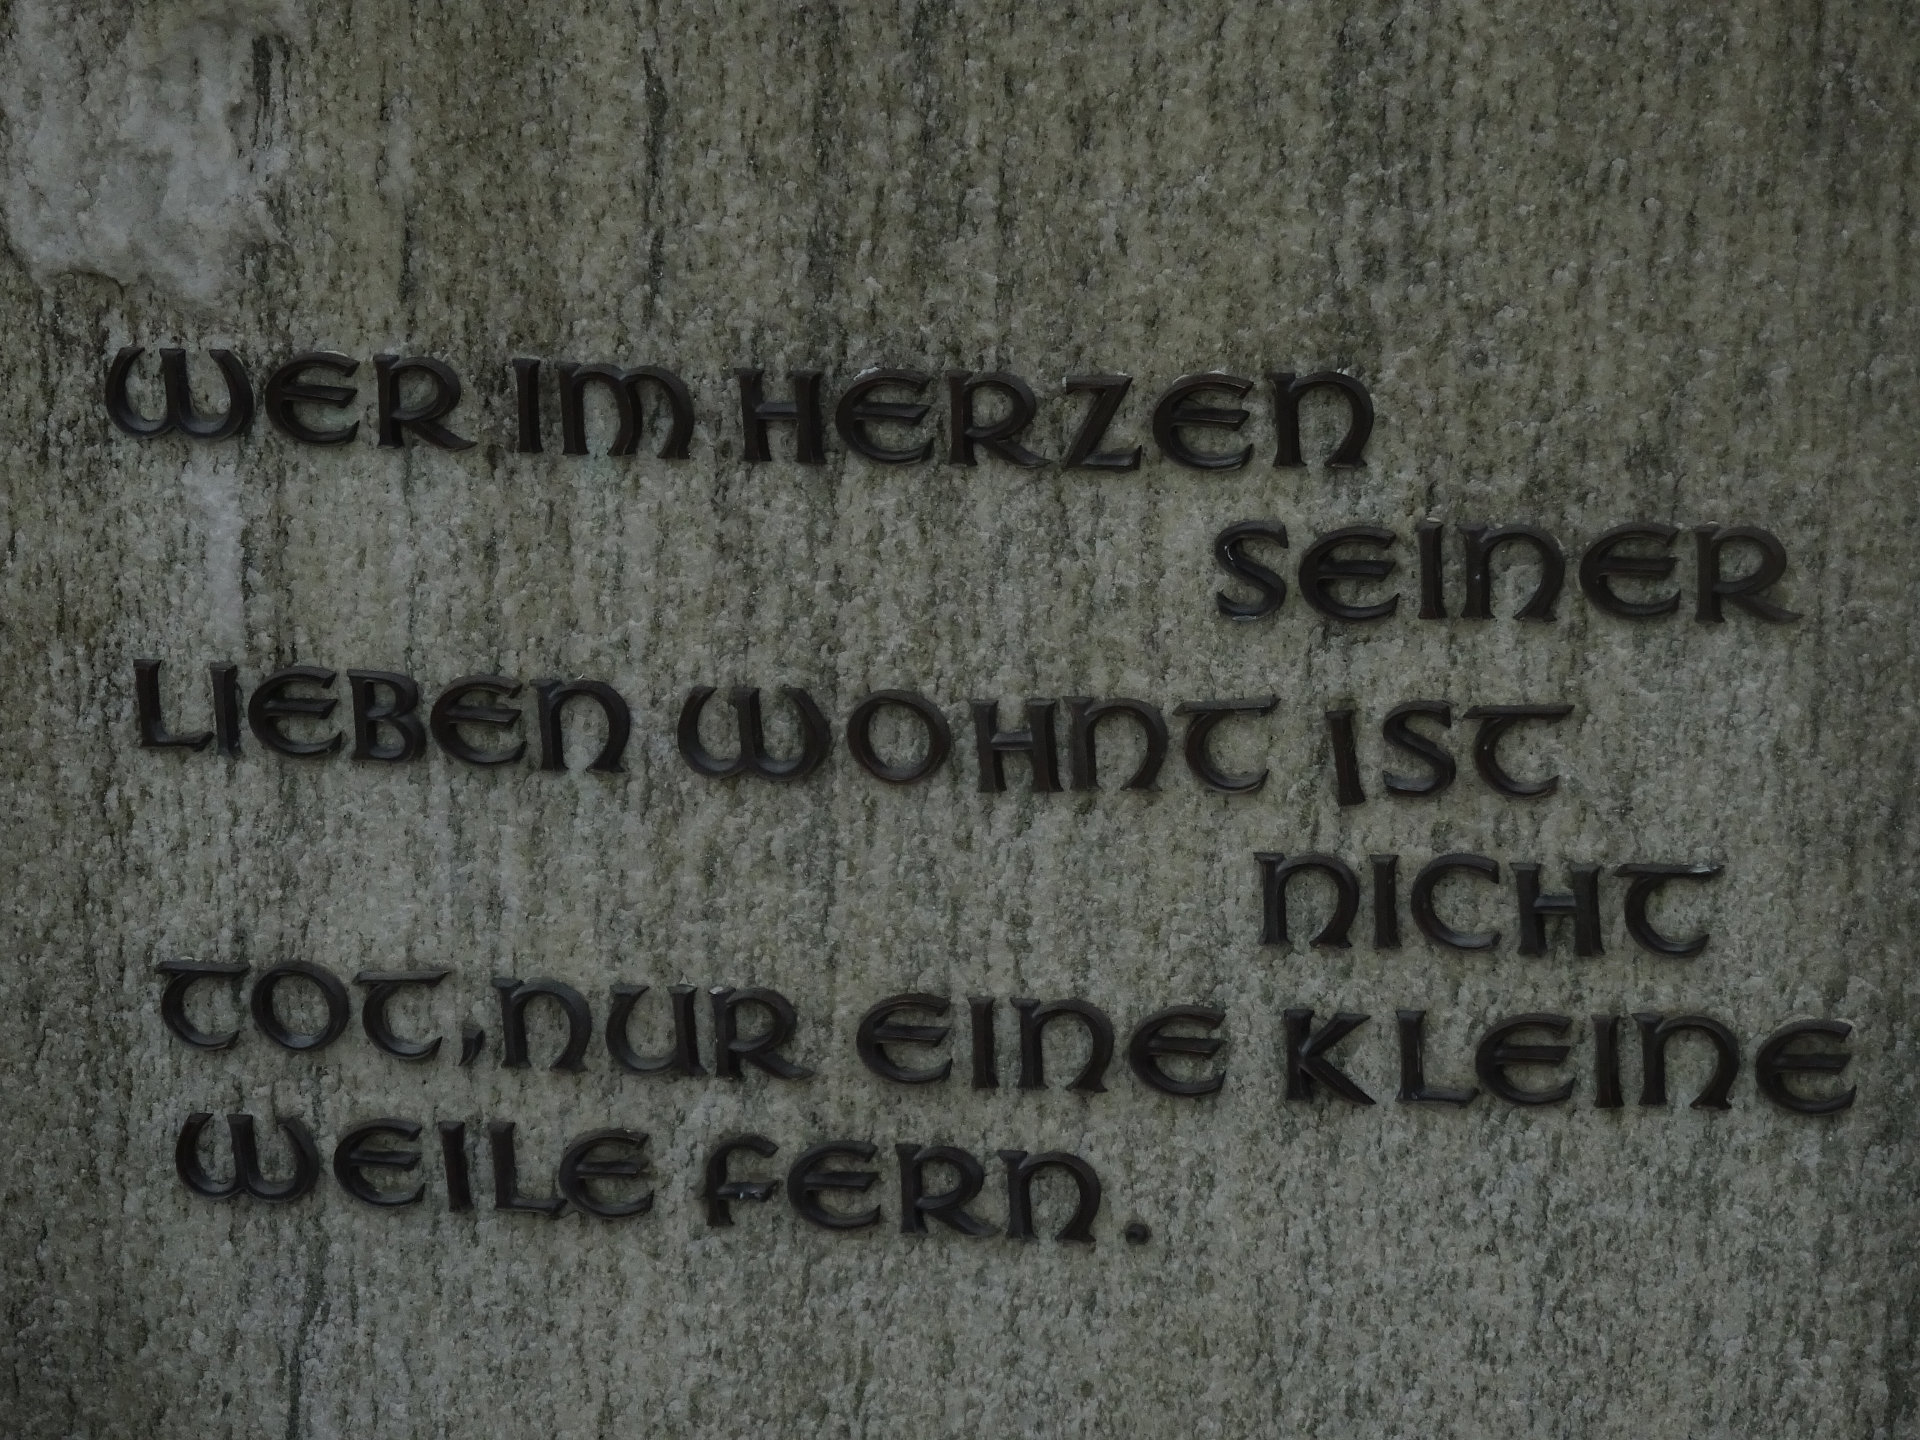 WER IM HERZEN
SEINER
LIEBEN WOHNT IST
NICHT
TOT, NUR EINE KLEINE
WEILE FERN.